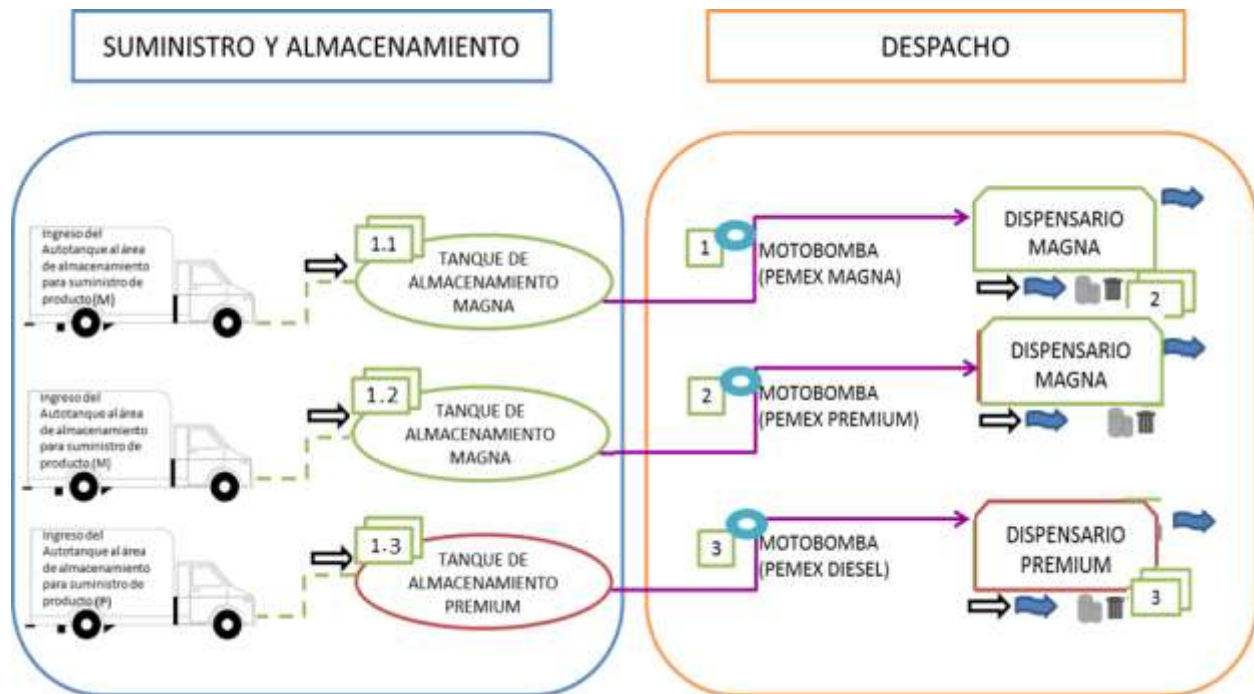 SUMINISTRO Y ALMACENAMIENTO
DESPACHO
Ingreso del
Autotanque al área
de almacenamiento
para suministro de
producto (M)
1.1
TANQUE DE
ALMACENAMIENTO
MAGNA
1
MOTOBOMBA
(PEMEX MAGNA)
DISPENSARIO
MAGNA
2
Ingreso del
Autotanque al área
de almacenamiento
para suministro de
producto (M)
1.2
TANQUE DE
ALMACENAMIENTO
MAGNA
2
MOTOBOMBA
(PEMEX PREMIUM)
DISPENSARIO
MAGNA
Ingreso del
Autotanque al área
de almacenamiento
para suministro de
producto (P)
1.3
TANQUE DE
ALMACENAMIENTO
PREMIUM
3
MOTOBOMBA
(PEMEX DIESEL)
DISPENSARIO
PREMIUM
3